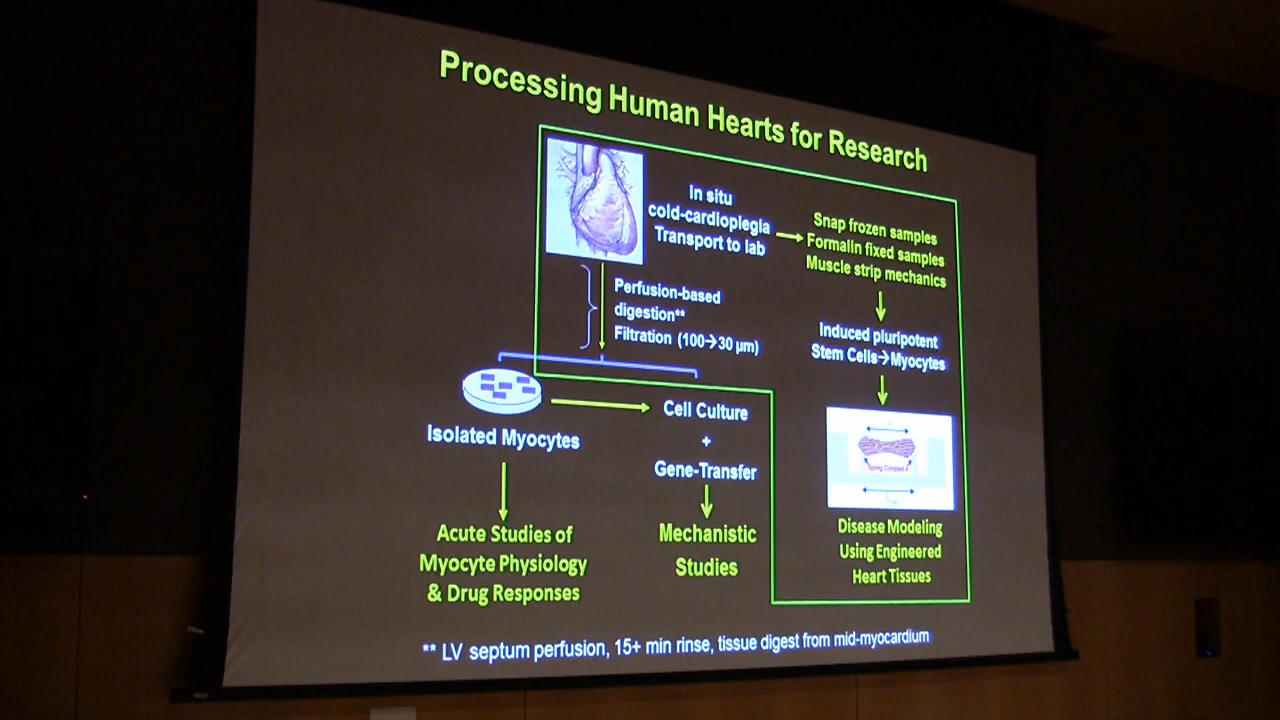 Processing Human Hearts for Research
In situ
cold-cardioplegia
Transport to lab
Snap frozen samples
Formalin fixed samples
Muscle strip mechanics
Perfusion-based
digestion**
Filtration (100→30 µm)
Induced pluripotent
Stem Cells→Myocytes
Isolated Myocytes
Cell Culture
+
Gene-Transfer
Spring Constant
Acute Studies of
Myocyte Physiology
& Drug Responses
Mechanistic
Studies
Disease Modeling
Using Engineered
Heart Tissues
** LV septum perfusion, 15+ min rinse, tissue digest from mid-myocardium